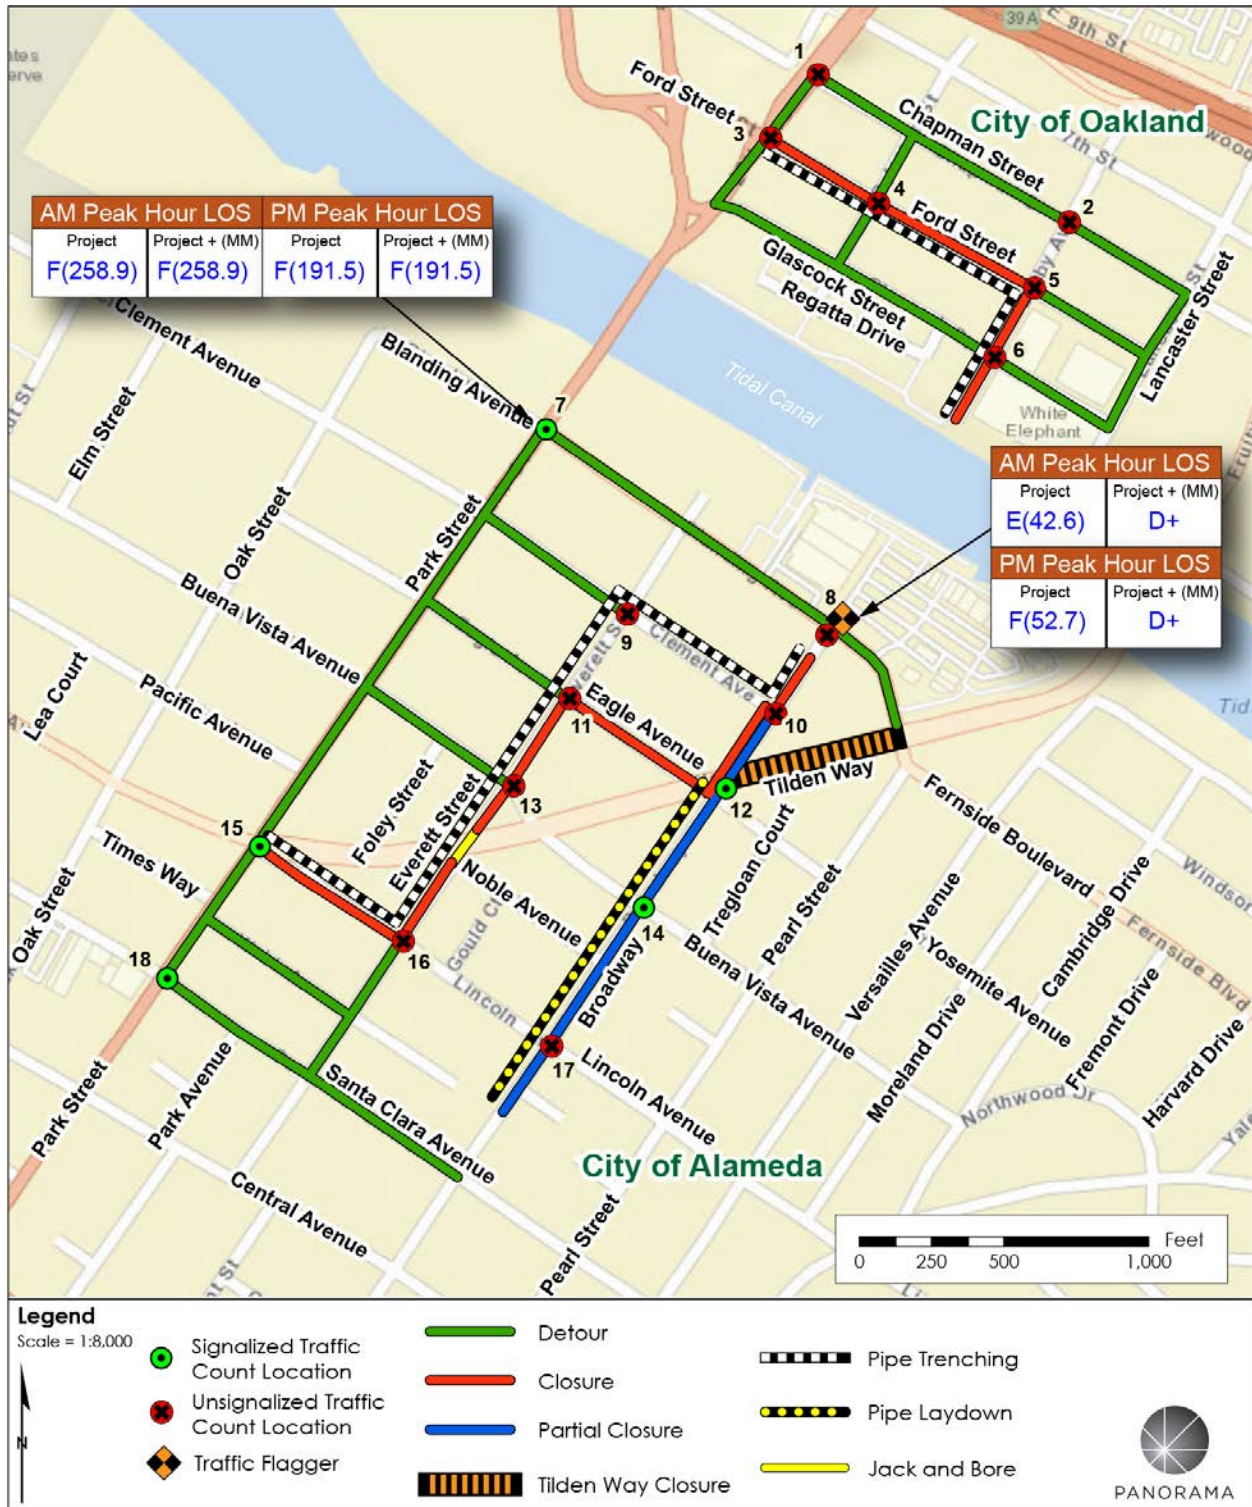 39A
E 9th St
1
Ford Street
Chapman Street
City of Oakland
7th St
3
4
2
Ford Street
5
Glascock Street
Regatta Drive
6
Lancaster Street
Tidal Canal
White
Elephant
AM Peak Hour LOS
PM Peak Hour LOS
Project
Project + (MM)
Project
Project + (MM)
F(258.9)
F(258.9)
F(191.5)
F(191.5)
Clement Avenue
Blanding Avenue
7
Elm Street
Oak Street
Park Street
AM Peak Hour LOS
Project
Project + (MM)
E(42.6)
D+
PM Peak Hour LOS
Project
Project + (MM)
F(52.7)
D+
8
Buena Vista Avenue
9
Clement Ave
Lea Court
Pacific Avenue
Eagle Avenue
11
10
Tilden Way
12
13
Foley Street
Everett Street
15
Times Way
Noble Avenue
Gould Ct
Tregloan Court
Pearl Street
Fernside Boulevard
Windsor
Fernside Blvd
Cambridge Drive
Versailles Avenue
Yosemite Avenue
Oak Street
18
16
Lincoln
14
Broadway
Buena Vista Avenue
Moreland Drive
Fremont Drive
Harvard Drive
17
Lincoln Avenue
Northwood Dr
Park Street
Park Avenue
Santa Clara Avenue
Central Avenue
City of Alameda
Pearl Street
Feet
0 250 500 1,000
Legend
Scale = 1:8,000
N
Signalized Traffic
Count Location
Unsignalized Traffic
Count Location
Traffic Flagger
Detour
Closure
Partial Closure
Tilden Way Closure
Pipe Trenching
Pipe Laydown
Jack and Bore
PANORAMA